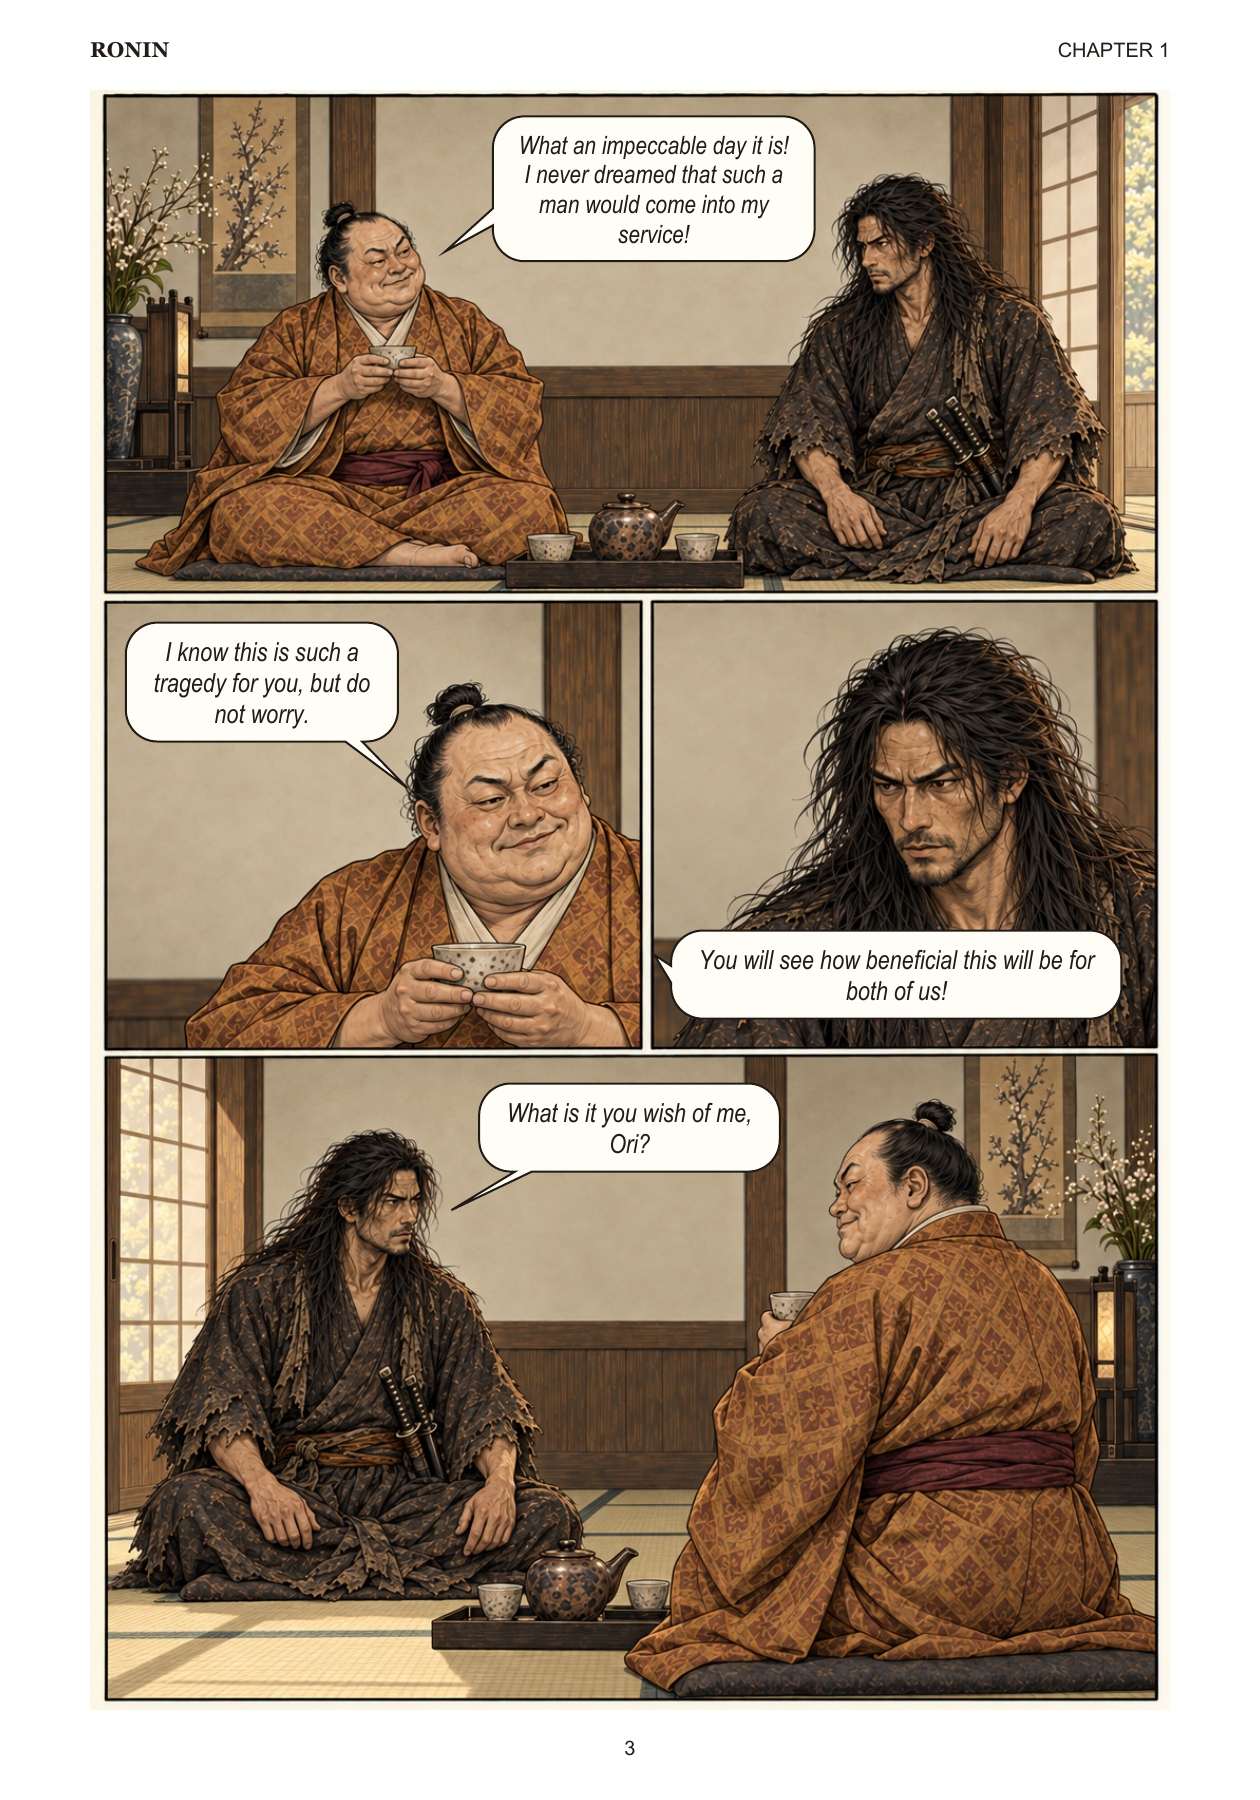 RONIN
CHAPTER 1
What an impeccable day it is!
I never dreamed that such a
man would come into my
service!
I know this is such a
tragedy for you, but do
not worry.
You will see how beneficial this will be for
both of us!
What is it you wish of me,
Ori?
3